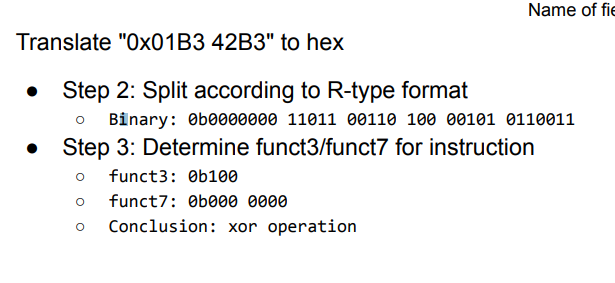 Name of fie
Translate "0x01B3 42B3" to hex
● Step 2: Split according to R-type format
○ Binary: 0b0000000 11011 00110 100 00101 0110011
● Step 3: Determine funct3/funct7 for instruction
○ funct3: 0b100
○ funct7: 0b000 0000
○ Conclusion: xor operation